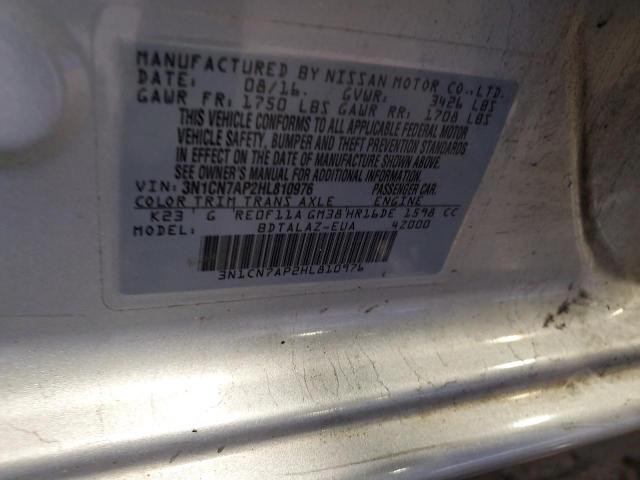 MANUFACTURED BY NISSAN MOTOR CO., LTD.
DATE: 08/16. GVWR: 3426 LBS
GAWR FR: 1750 LBS GAWR RR: 1708 LBS
THIS VEHICLE CONFORMS TO ALL APPLICABLE FEDERAL MOTOR
VEHICLE SAFETY, BUMPER AND THEFT PREVENTION STANDARDS
IN EFFECT ON THE DATE OF MANUFACTURE SHOWN ABOVE.
SEE OWNER'S MANUAL FOR ADDITIONAL INFORMATION.
VIN: 3N1CN7AP2HL810976 PASSENGER CAR.
COLOR TRIM TRANS AXLE ENGINE
K23 G RE0F11A GM38 HR16DE 1598 CC
MODEL: BDTALAZ-EUA 42000
3N1CN7AP2HL810976